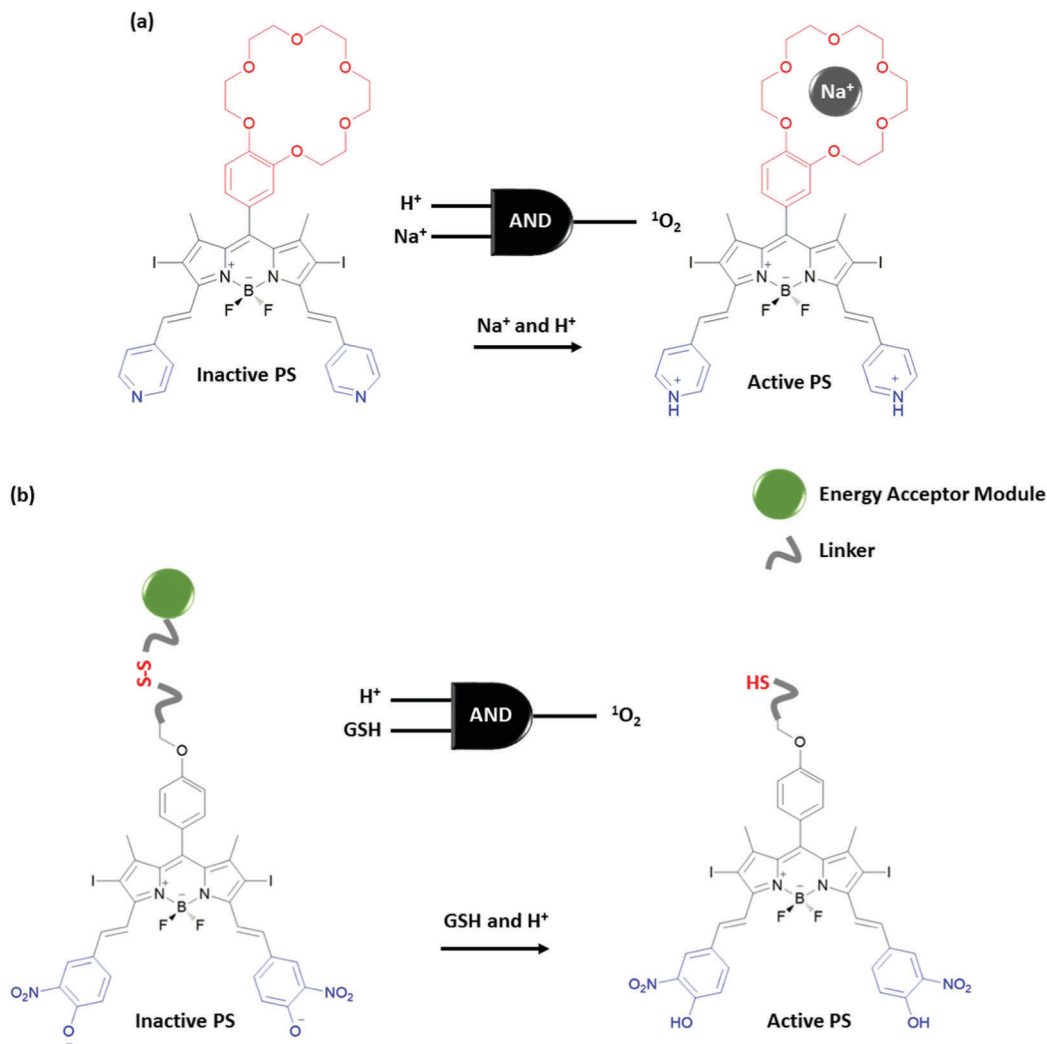 (a)
O
O
O
O
O
O
H⁺
Na⁺
AND
¹O₂
I
I
N
+
N
B
−
F
F
N
N
Inactive PS
Na⁺ and H⁺
O
O
O
O
O
O
Na⁺
I
I
N
+
N
B
−
F
F
+
N
H
+
N
H
Active PS
(b)
Energy Acceptor Module
Linker
S-S
O
H⁺
GSH
AND
¹O₂
I
I
N
+
N
B
−
F
F
O₂N
NO₂
O
O
−
Inactive PS
GSH and H⁺
HS
O
I
I
N
+
N
B
−
F
F
O₂N
NO₂
HO
OH
Active PS